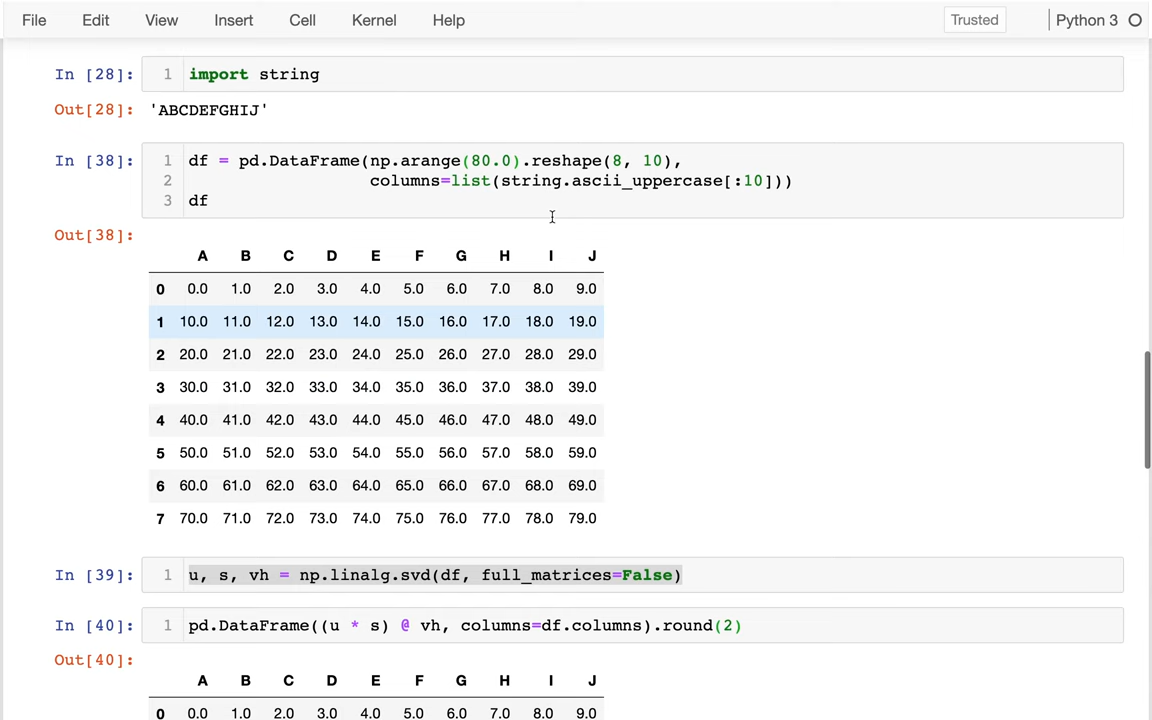 File Edit View Insert Cell Kernel Help Trusted Python 3
In [28]: 1 import string
Out[28]: 'ABCDEFGHIJ'
In [38]: 1 df = pd.DataFrame(np.arange(80.0).reshape(8, 10),
2 columns=list(string.ascii_uppercase[:10]))
3 df
Out[38]:
A B C D E F G H I J
0 0.0 1.0 2.0 3.0 4.0 5.0 6.0 7.0 8.0 9.0
1 10.0 11.0 12.0 13.0 14.0 15.0 16.0 17.0 18.0 19.0
2 20.0 21.0 22.0 23.0 24.0 25.0 26.0 27.0 28.0 29.0
3 30.0 31.0 32.0 33.0 34.0 35.0 36.0 37.0 38.0 39.0
4 40.0 41.0 42.0 43.0 44.0 45.0 46.0 47.0 48.0 49.0
5 50.0 51.0 52.0 53.0 54.0 55.0 56.0 57.0 58.0 59.0
6 60.0 61.0 62.0 63.0 64.0 65.0 66.0 67.0 68.0 69.0
7 70.0 71.0 72.0 73.0 74.0 75.0 76.0 77.0 78.0 79.0
In [39]: 1 u, s, vh = np.linalg.svd(df, full_matrices=False)
In [40]: 1 pd.DataFrame((u * s) @ vh, columns=df.columns).round(2)
Out[40]:
A B C D E F G H I J
0 0.0 1.0 2.0 3.0 4.0 5.0 6.0 7.0 8.0 9.0